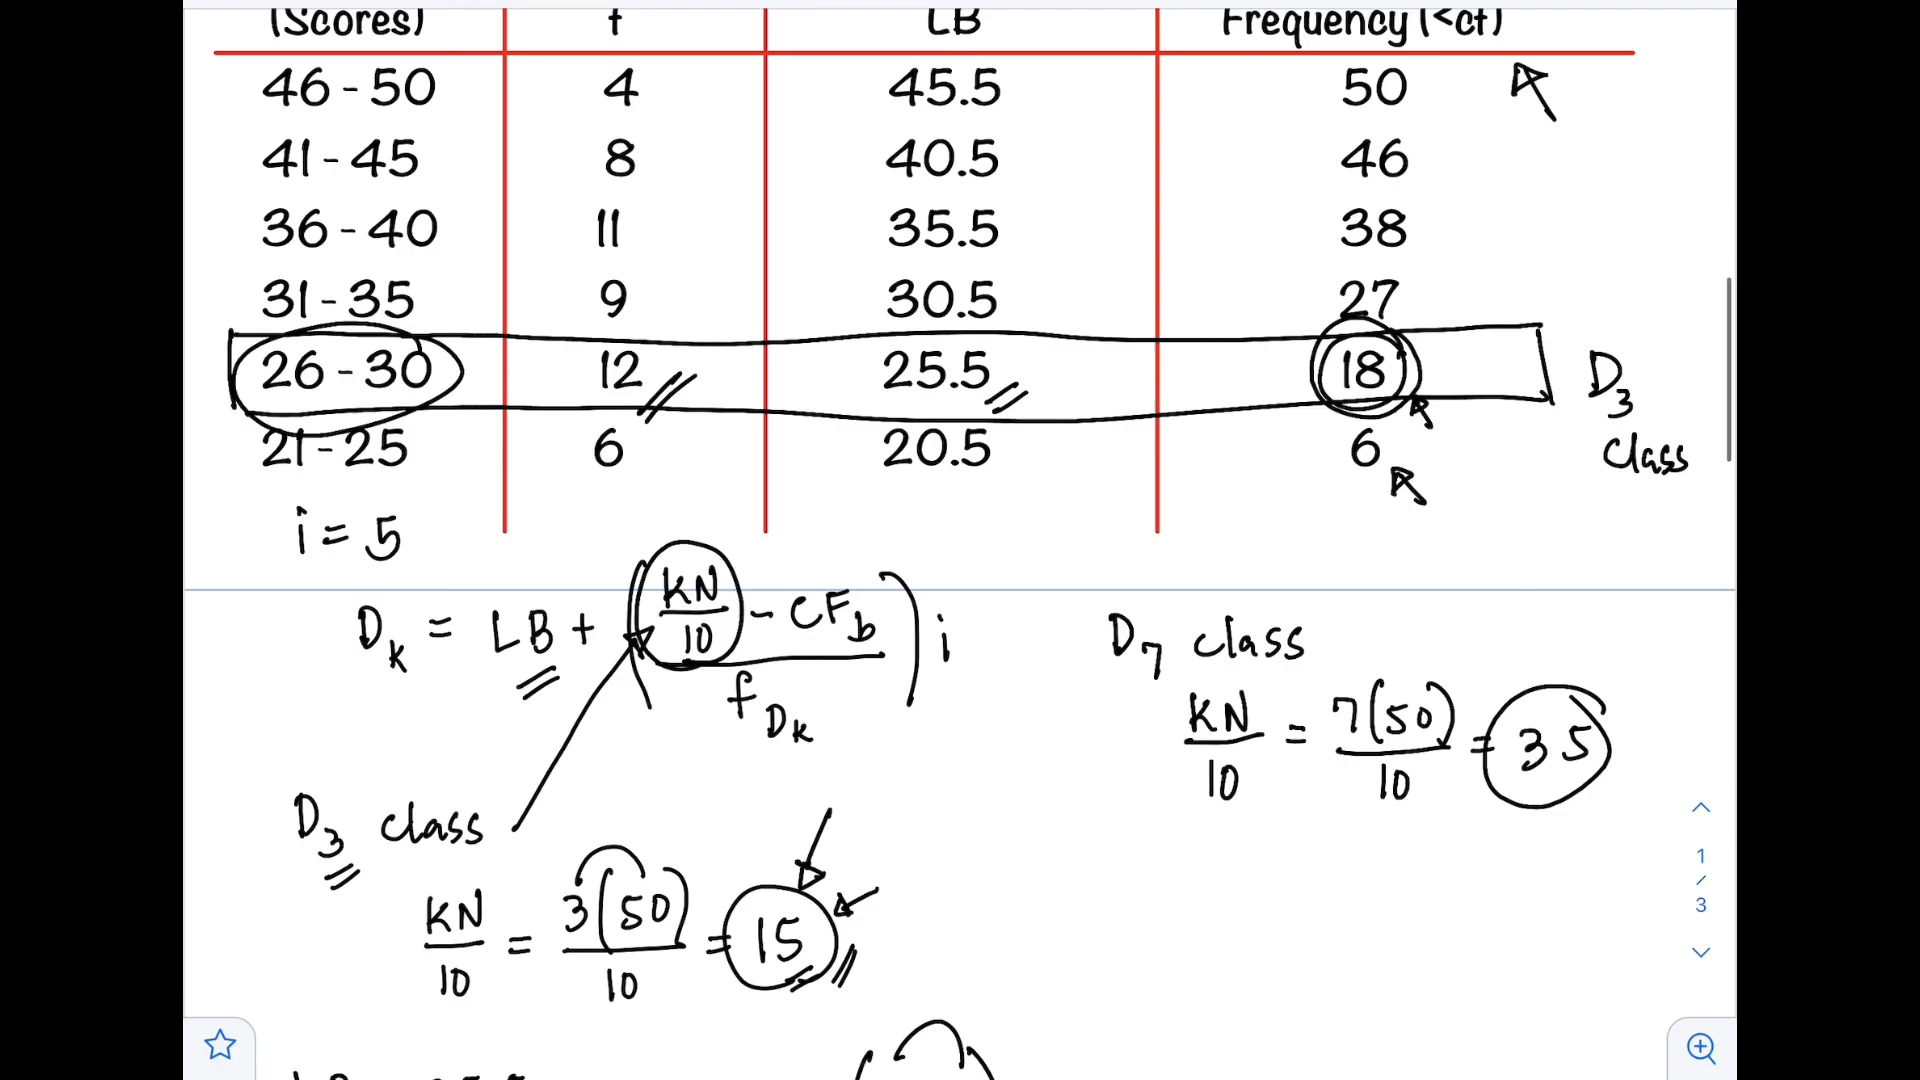 (Scores) f LB Frequency (<cf)
46 - 50 4 45.5 50
41 - 45 8 40.5 46
36 - 40 11 35.5 38
31 - 35 9 30.5 27
26 - 30 12 25.5 18 D3
21 - 25 6 20.5 6 class
i = 5
Dk = LB + (KN/10 - CFb / fDk) i
D7 class
KN/10 = 7(50)/10 = 35
D3 class
KN/10 = 3(50)/10 = 15
1
/
3